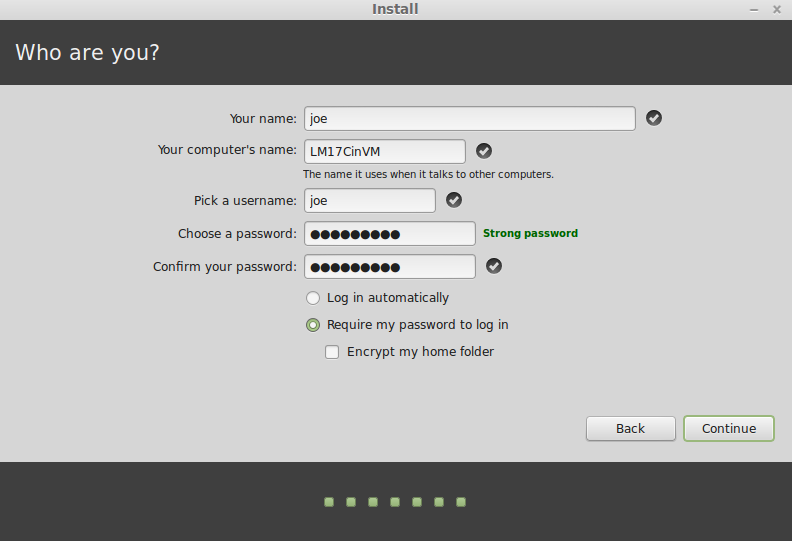 Install
Who are you?
Your name: joe
Your computer's name: LM17CinVM
The name it uses when it talks to other computers.
Pick a username: joe
Choose a password: ●●●●●●●●● Strong password
Confirm your password: ●●●●●●●●●
Log in automatically
Require my password to log in
Encrypt my home folder
Back Continue